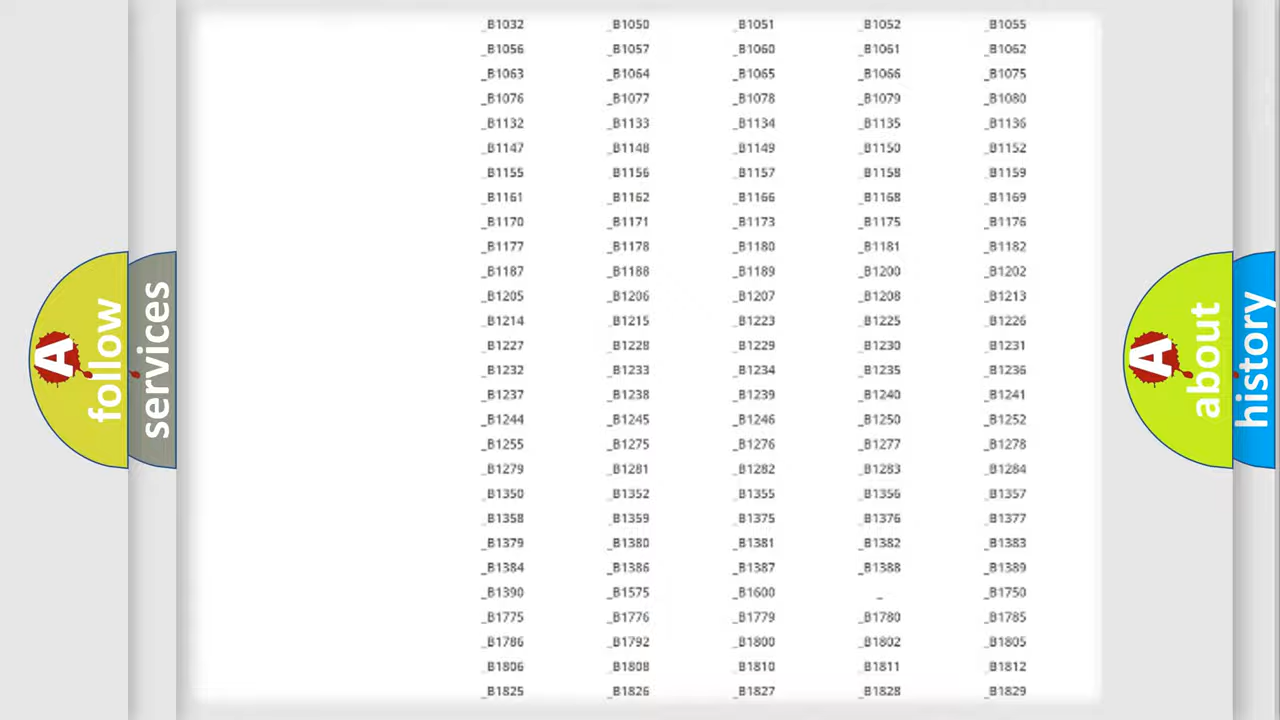 _B1032 _B1050 _B1051 _B1052 _B1055
_B1056 _B1057 _B1060 _B1061 _B1062
_B1063 _B1064 _B1065 _B1066 _B1075
_B1076 _B1077 _B1078 _B1079 _B1080
_B1132 _B1133 _B1134 _B1135 _B1136
_B1147 _B1148 _B1149 _B1150 _B1152
_B1155 _B1156 _B1157 _B1158 _B1159
_B1161 _B1162 _B1166 _B1168 _B1169
_B1170 _B1171 _B1173 _B1175 _B1176
_B1177 _B1178 _B1180 _B1181 _B1182
_B1187 _B1188 _B1189 _B1200 _B1202
_B1205 _B1206 _B1207 _B1208 _B1213
_B1214 _B1215 _B1223 _B1225 _B1226
_B1227 _B1228 _B1229 _B1230 _B1231
_B1232 _B1233 _B1234 _B1235 _B1236
_B1237 _B1238 _B1239 _B1240 _B1241
_B1244 _B1245 _B1246 _B1250 _B1252
_B1255 _B1275 _B1276 _B1277 _B1278
_B1279 _B1281 _B1282 _B1283 _B1284
_B1350 _B1352 _B1355 _B1356 _B1357
_B1358 _B1359 _B1375 _B1376 _B1377
_B1379 _B1380 _B1381 _B1382 _B1383
_B1384 _B1386 _B1387 _B1388 _B1389
_B1390 _B1575 _B1600 _ _B1750
_B1775 _B1776 _B1779 _B1780 _B1785
_B1786 _B1792 _B1800 _B1802 _B1805
_B1806 _B1808 _B1810 _B1811 _B1812
_B1825 _B1826 _B1827 _B1828 _B1829
A
follow
services
A
about
history